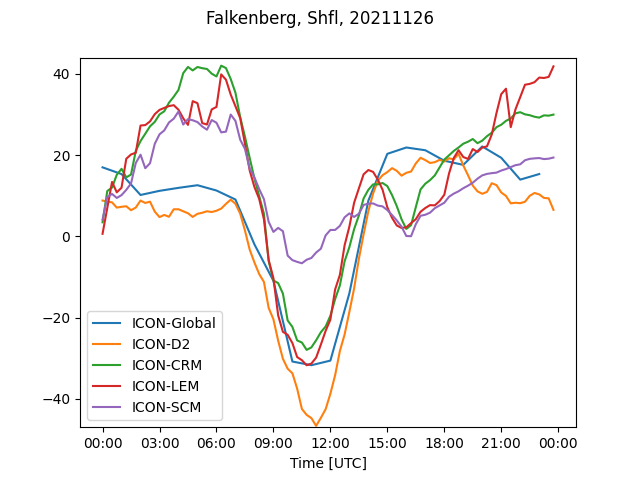 Falkenberg, Shfl, 20211126
40
20
0
−20
−40
ICON-Global
ICON-D2
ICON-CRM
ICON-LEM
ICON-SCM
00:00 03:00 06:00 09:00 12:00 15:00 18:00 21:00 00:00
Time [UTC]